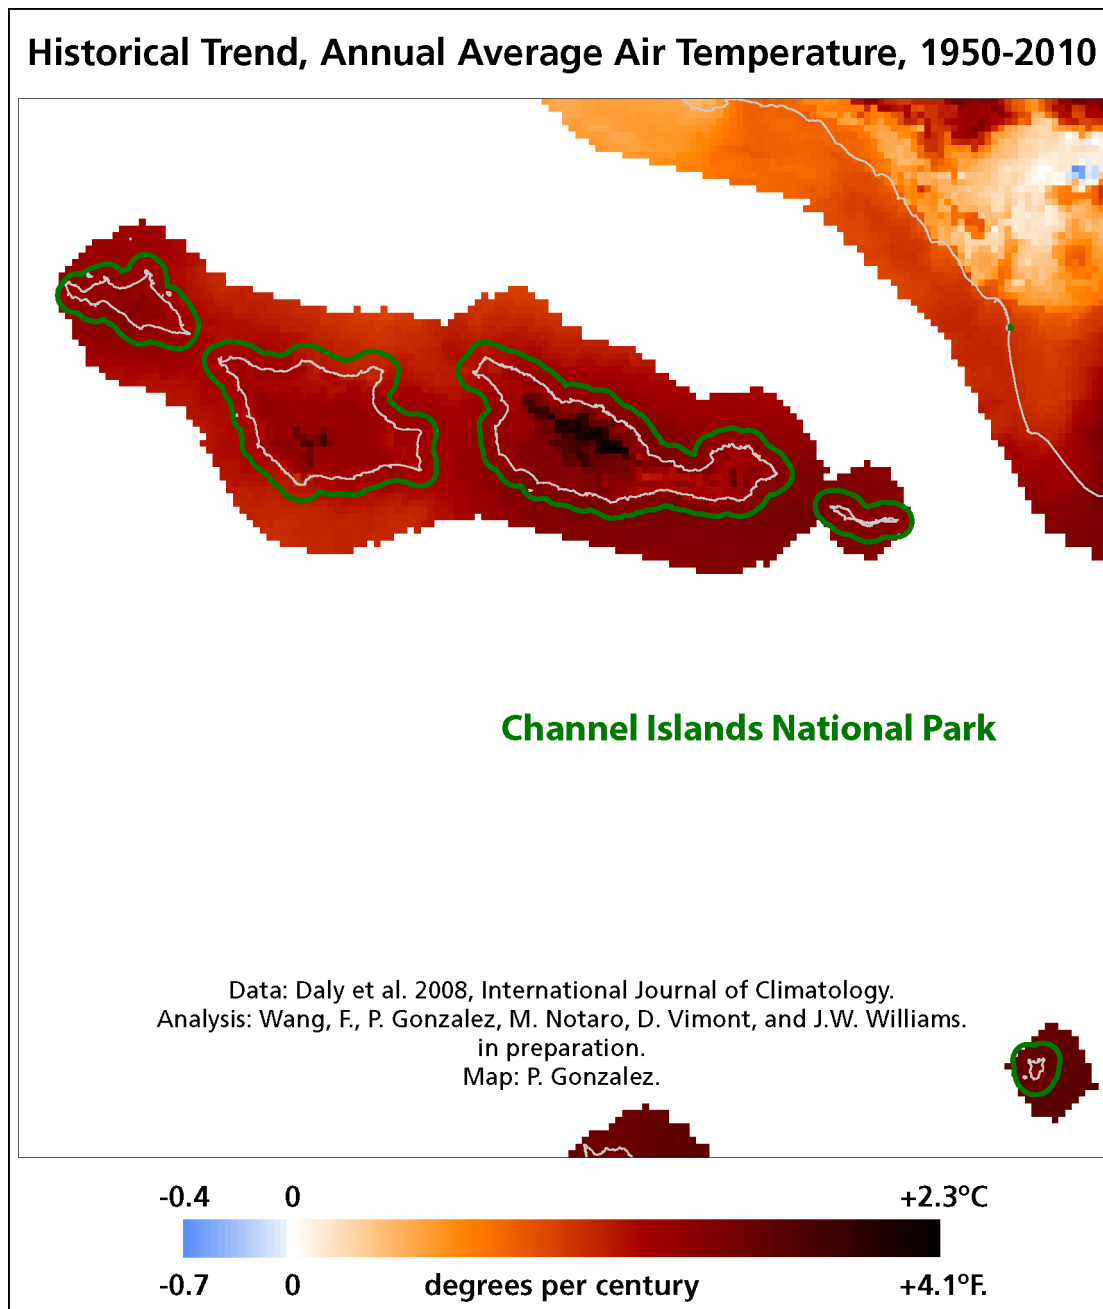 Historical Trend, Annual Average Air Temperature, 1950-2010
Channel Islands National Park
Data: Daly et al. 2008, International Journal of Climatology.
Analysis: Wang, F., P. Gonzalez, M. Notaro, D. Vimont, and J.W. Williams.
in preparation.
Map: P. Gonzalez.
-0.4 0 +2.3ºC
-0.7 0 degrees per century +4.1ºF.